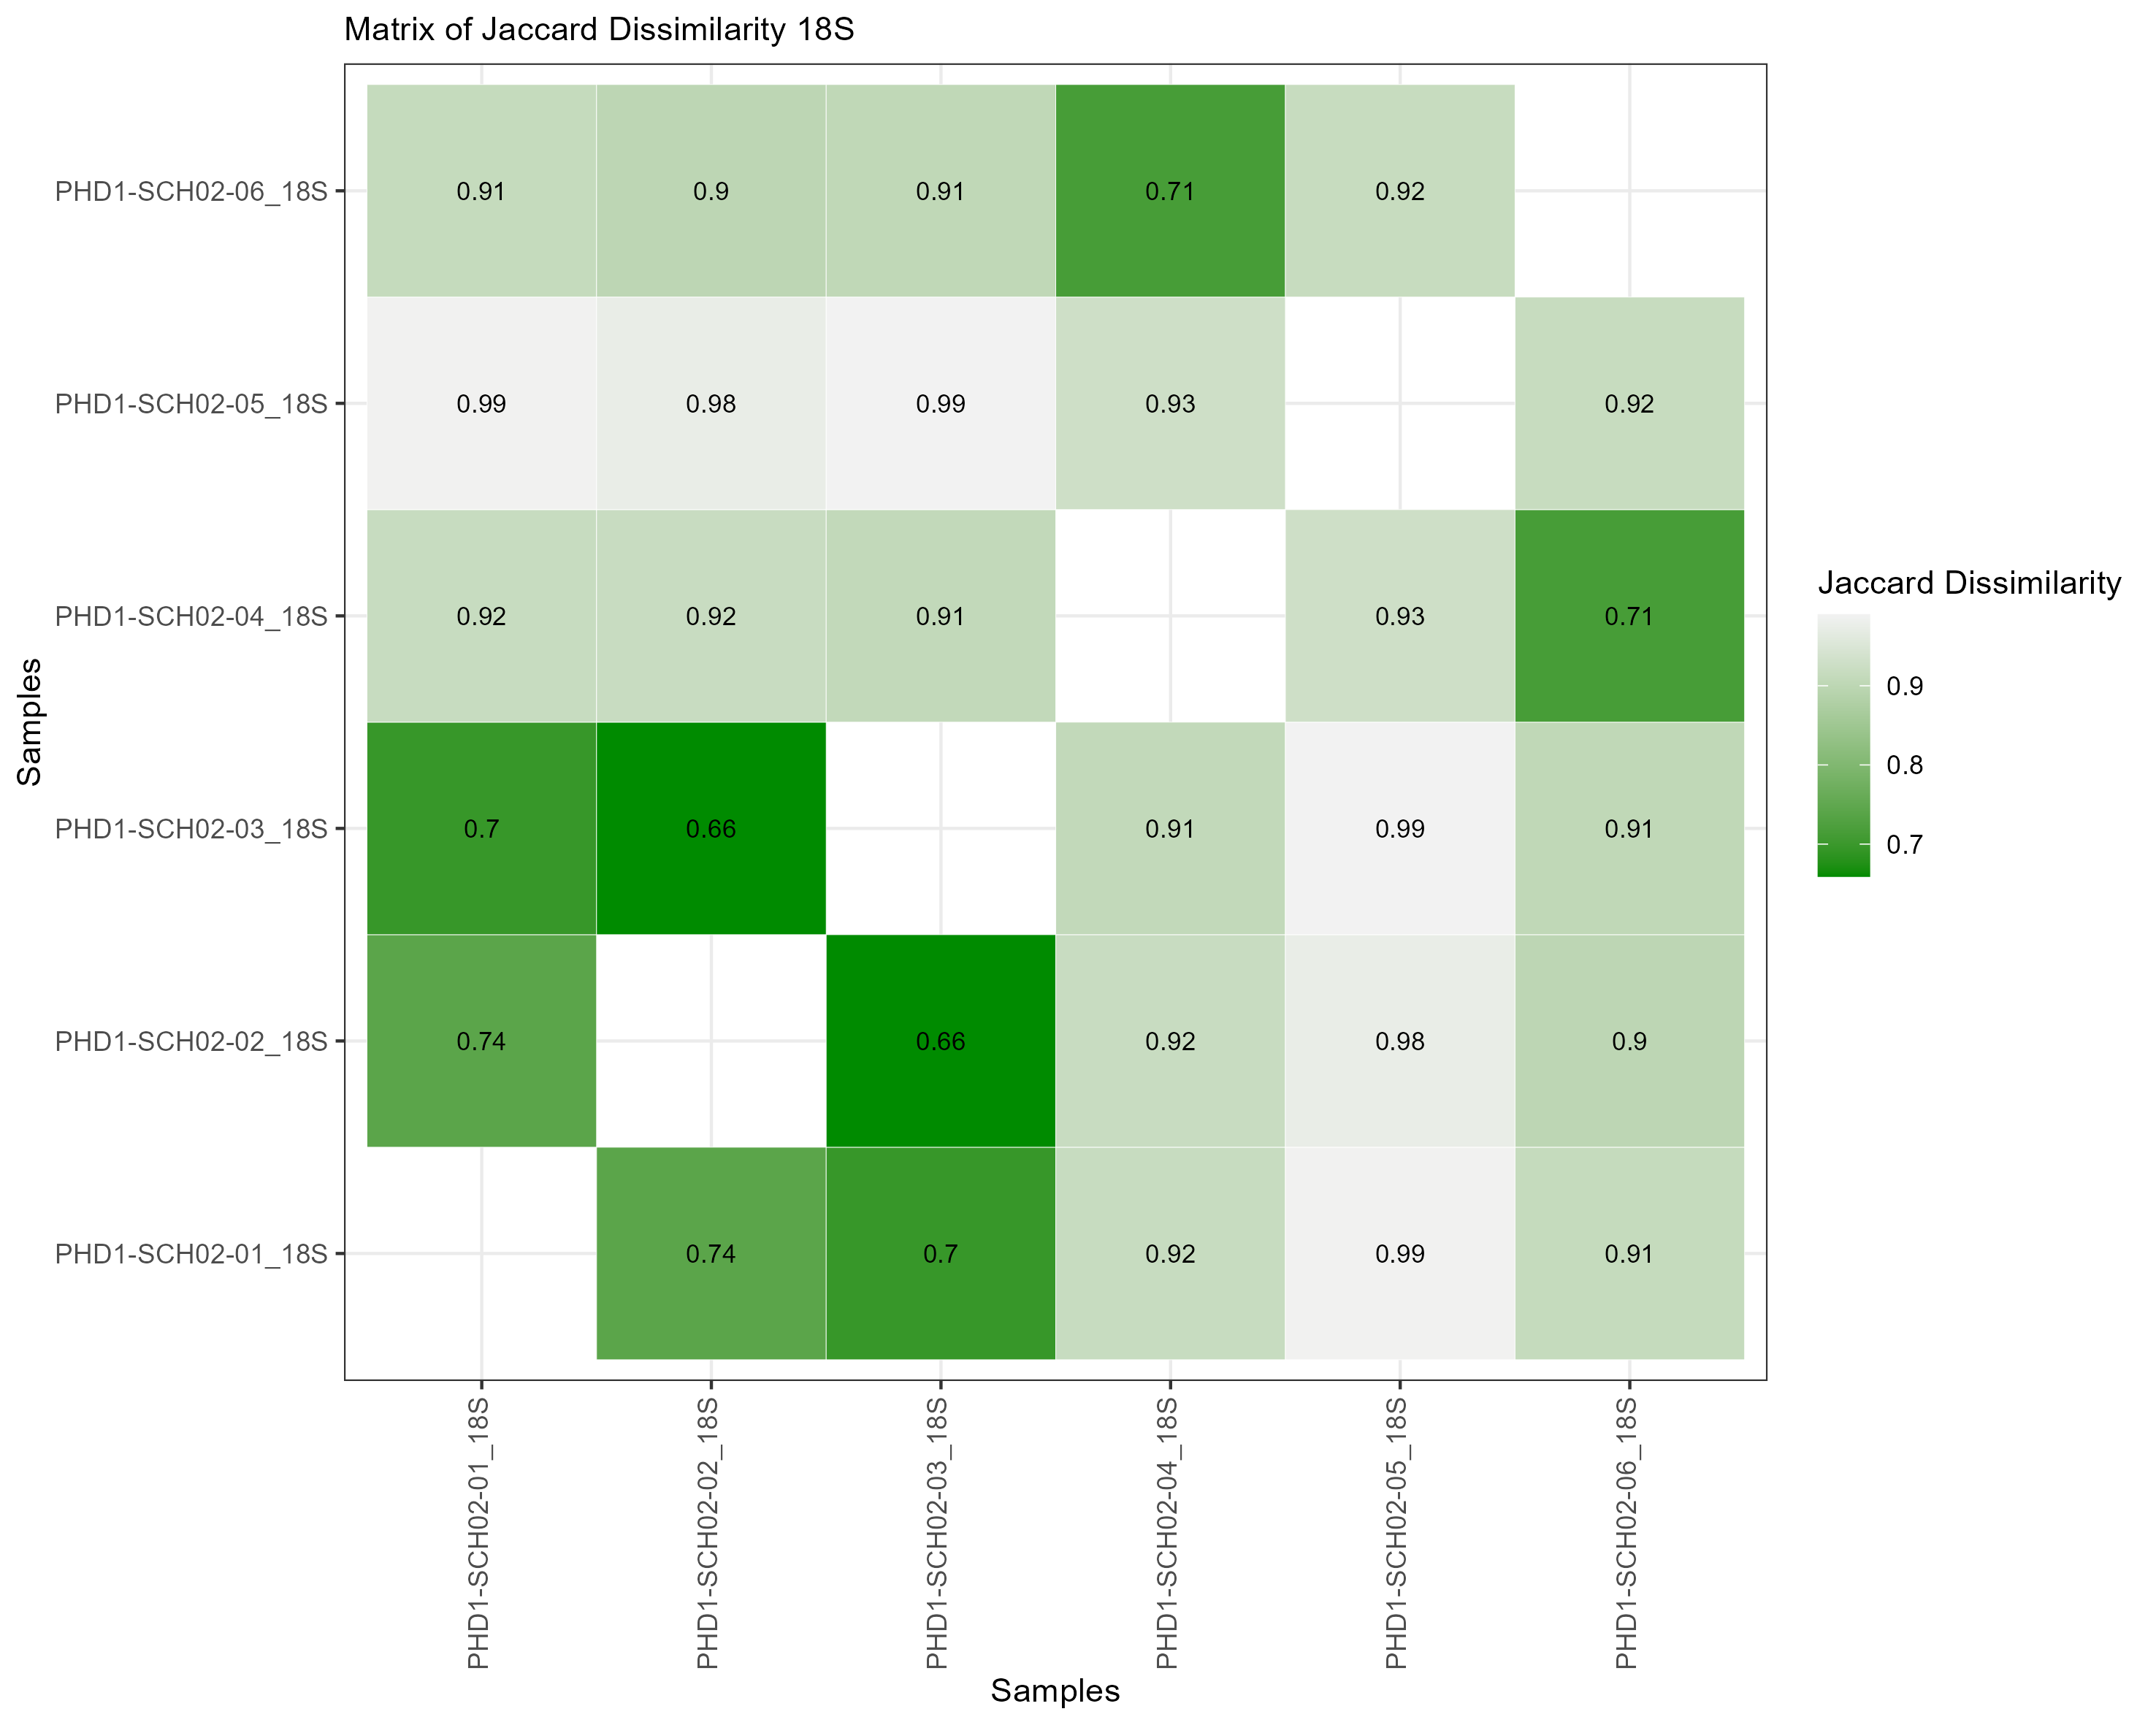 Matrix of Jaccard Dissimilarity 18S
PHD1-SCH02-06_18S
0.91 0.9 0.91 0.71 0.92
PHD1-SCH02-05_18S
0.99 0.98 0.99 0.93 0.92
PHD1-SCH02-04_18S
0.92 0.92 0.91 0.93 0.71
PHD1-SCH02-03_18S
0.7 0.66 0.91 0.99 0.91
PHD1-SCH02-02_18S
0.74 0.66 0.92 0.98 0.9
PHD1-SCH02-01_18S
0.74 0.7 0.92 0.99 0.91
Samples
PHD1-SCH02-01_18S
PHD1-SCH02-02_18S
PHD1-SCH02-03_18S
PHD1-SCH02-04_18S
PHD1-SCH02-05_18S
PHD1-SCH02-06_18S
Samples
Jaccard Dissimilarity
0.9
0.8
0.7